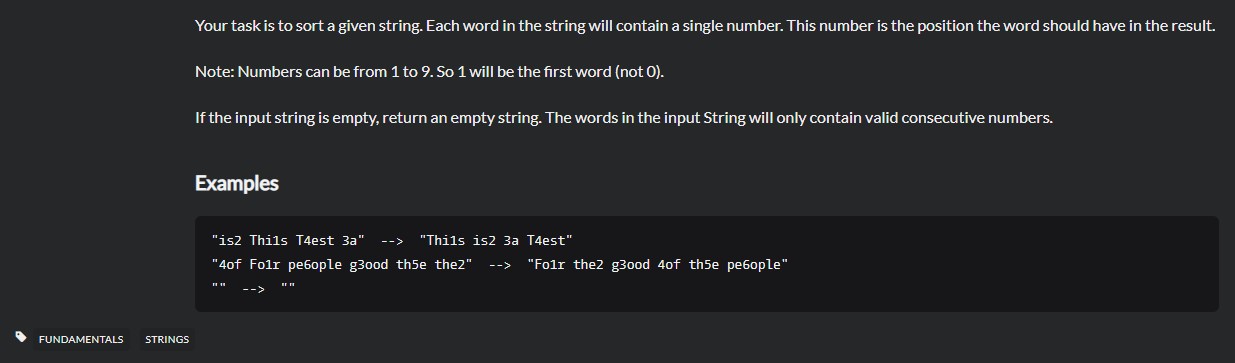 Your task is to sort a given string. Each word in the string will contain a single number. This number is the position the word should have in the result.
Note: Numbers can be from 1 to 9. So 1 will be the first word (not 0).
If the input string is empty, return an empty string. The words in the input String will only contain valid consecutive numbers.
Examples
"is2 Thi1s T4est 3a"  -->  "Thi1s is2 3a T4est"
"4of Fo1r pe6ople g3ood th5e the2"  -->  "Fo1r the2 g3ood 4of th5e pe6ople"
""  -->  ""
FUNDAMENTALS STRINGS